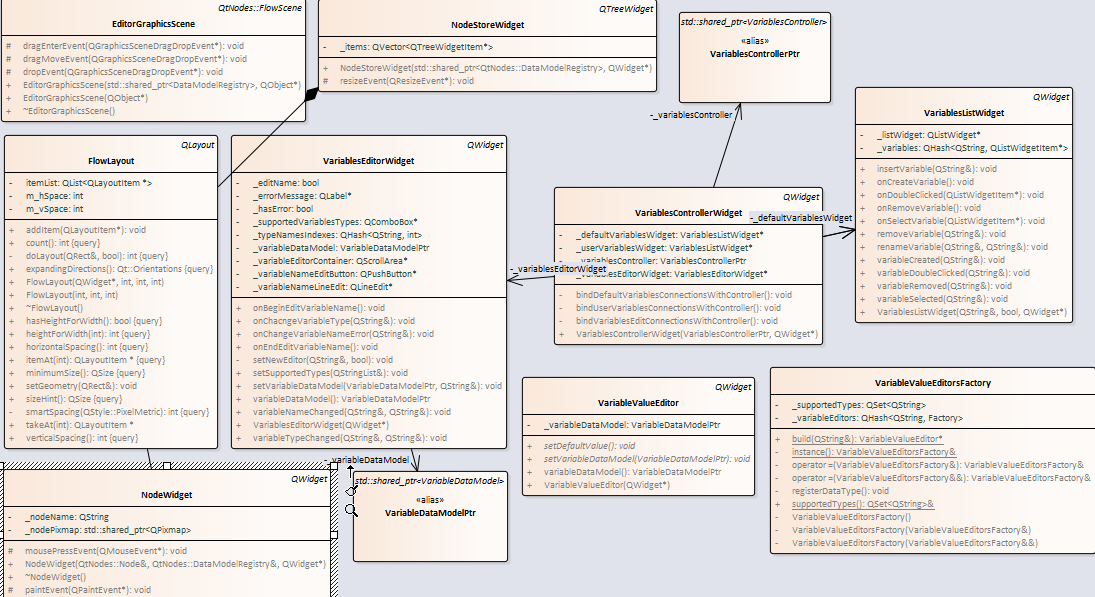 QtNodes::FlowScene
EditorGraphicsScene
# dragEnterEvent(QGraphicsSceneDragDropEvent*): void
# dragMoveEvent(QGraphicsSceneDragDropEvent*): void
# dropEvent(QGraphicsSceneDragDropEvent*): void
+ EditorGraphicsScene(std::shared_ptr<DataModelRegistry>, QObject*)
+ EditorGraphicsScene(QObject*)
+ ~EditorGraphicsScene()
QTreeWidget
NodeStoreWidget
- _items: QVector<QTreeWidgetItem*>
+ NodeStoreWidget(std::shared_ptr<QtNodes::DataModelRegistry>, QWidget*)
# resizeEvent(QResizeEvent*): void
std::shared_ptr<VariablesController>
«alias»
VariablesControllerPtr
-_variablesController
QWidget
VariablesListWidget
- _listWidget: QListWidget*
- _variables: QHash<QString, QListWidgetItem*>
+ insertVariable(QString&): void
+ onCreateVariable(): void
+ onDoubleClicked(QListWidgetItem*): void
+ onRemoveVariable(): void
+ onSelectVariable(QListWidgetItem*): void
+ removeVariable(QString&): void
+ renameVariable(QString&, QString&): void
+ variableCreated(QString&): void
+ variableDoubleClicked(QString&): void
+ variableRemoved(QString&): void
+ variableSelected(QString&): void
+ VariablesListWidget(QString&, bool, QWidget*)
QLayout
FlowLayout
- itemList: QList<QLayoutItem *>
- m_hSpace: int
- m_vSpace: int
+ addItem(QLayoutItem*): void
+ count(): int {query}
- doLayout(QRect&, bool): int {query}
+ expandingDirections(): Qt::Orientations {query}
+ FlowLayout(QWidget*, int, int, int)
+ FlowLayout(int, int, int)
+ ~FlowLayout()
+ hasHeightForWidth(): bool {query}
+ heightForWidth(int): int {query}
+ horizontalSpacing(): int {query}
+ itemAt(int): QLayoutItem * {query}
+ minimumSize(): QSize {query}
+ setGeometry(QRect&): void
+ sizeHint(): QSize {query}
- smartSpacing(QStyle::PixelMetric): int {query}
+ takeAt(int): QLayoutItem *
+ verticalSpacing(): int {query}
QWidget
VariablesEditorWidget
- _editName: bool
- _errorMessage: QLabel*
- _hasError: bool
- _supportedVariablesTypes: QComboBox*
- _typeNamesIndexes: QHash<QString, int>
- _variableDataModel: VariableDataModelPtr
- _variableEditorContainer: QScrollArea*
- _variableNameEditButton: QPushButton*
- _variableNameLineEdit: QLineEdit*
+ onBeginEditVariableName(): void
+ onChacngeVariableType(QString&): void
+ onChangeVariableNameError(QString&): void
+ onEndEditVariableName(): void
- setNewEditor(QString&, bool): void
+ setSupportedTypes(QStringList&): void
+ setVariableDataModel(VariableDataModelPtr, QString&): void
+ variableDataModel(): VariableDataModelPtr
+ variableNameChanged(QString&, QString&): void
+ VariablesEditorWidget(QWidget*)
+ variableTypeChanged(QString&, QString&): void
QWidget
VariablesControllerWidget
-_defaultVariablesWidget
- _defaultVariablesWidget: VariablesListWidget*
- _userVariablesWidget: VariablesListWidget*
_variablesController: VariablesControllerPtr
-_variablesEditorWidget
VariablesEditorWidget*
- bindDefaultVariablesConnectionsWithController(): void
- bindUserVariablesConnectionsWithController(): void
- bindVariablesEditConnectionsWithController(): void
+ VariablesControllerWidget(VariablesControllerPtr, QWidget*)
QWidget
VariableValueEditor
- _variableDataModel: VariableDataModelPtr
+ setDefaultValue(): void
+ setVariableDataModel(VariableDataModelPtr): void
+ variableDataModel(): VariableDataModelPtr
+ VariableValueEditor(QWidget*)
VariableValueEditorsFactory
- _supportedTypes: QSet<QString>
- _variableEditors: QHash<QString, Factory>
+ build(QString&): VariableValueEditor*
- instance(): VariableValueEditorsFactory&
- operator =(VariableValueEditorsFactory&): VariableValueEditorsFactory&
- operator=(VariableValueEditorsFactory&&): VariableValueEditorsFactory&
- registerDataType(): void
+ supportedTypes(): QSet<QString>&
- VariableValueEditorsFactory()
- VariableValueEditorsFactory(VariableValueEditorsFactory&)
- VariableValueEditorsFactory(VariableValueEditorsFactory&&)
-_variableDataModel
std::shared_ptr<VariableDataModel>
«alias»
VariableDataModelPtr
QWidget
NodeWidget
- _nodeName: QString
- _nodePixmap: std::shared_ptr<QPixmap>
# mousePressEvent(QMouseEvent*): void
+ NodeWidget(QtNodes::Node&, QtNodes::DataModelRegistry&, QWidget*)
+ ~NodeWidget()
# paintEvent(QPaintEvent*): void